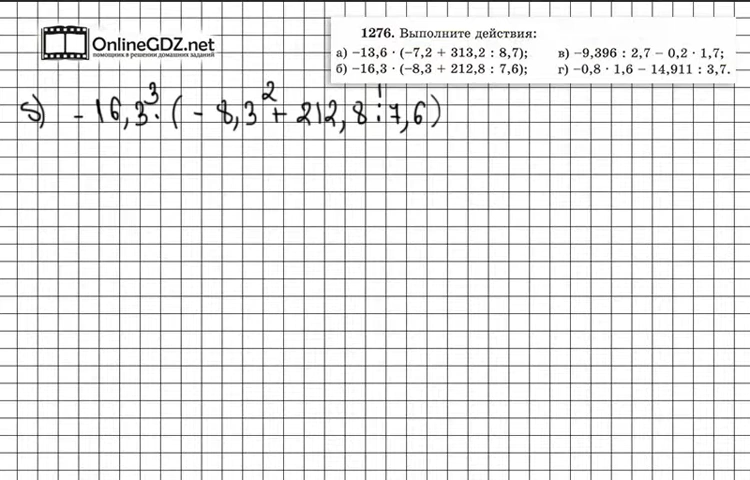 OnlineGDZ.net
помощник в решении домашних заданий
1276. Выполните действия:
а) −13,6 · (−7,2 + 313,2 : 8,7);
б) −16,3 · (−8,3 + 212,8 : 7,6);
в) −9,396 : 2,7 − 0,2 · 1,7;
г) −0,8 · 1,6 − 14,911 : 3,7.
3 2 1
б) - 16,3 · ( - 8,3 + 212,8 : 7,6 )